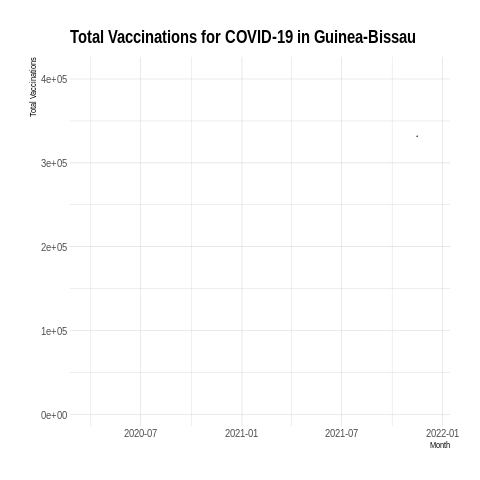 Total Vaccinations for COVID-19 in Guinea-Bissau
Total Vaccinations
4e+05
3e+05
2e+05
1e+05
0e+00
2020-07 2021-01 2021-07 2022-01
Month